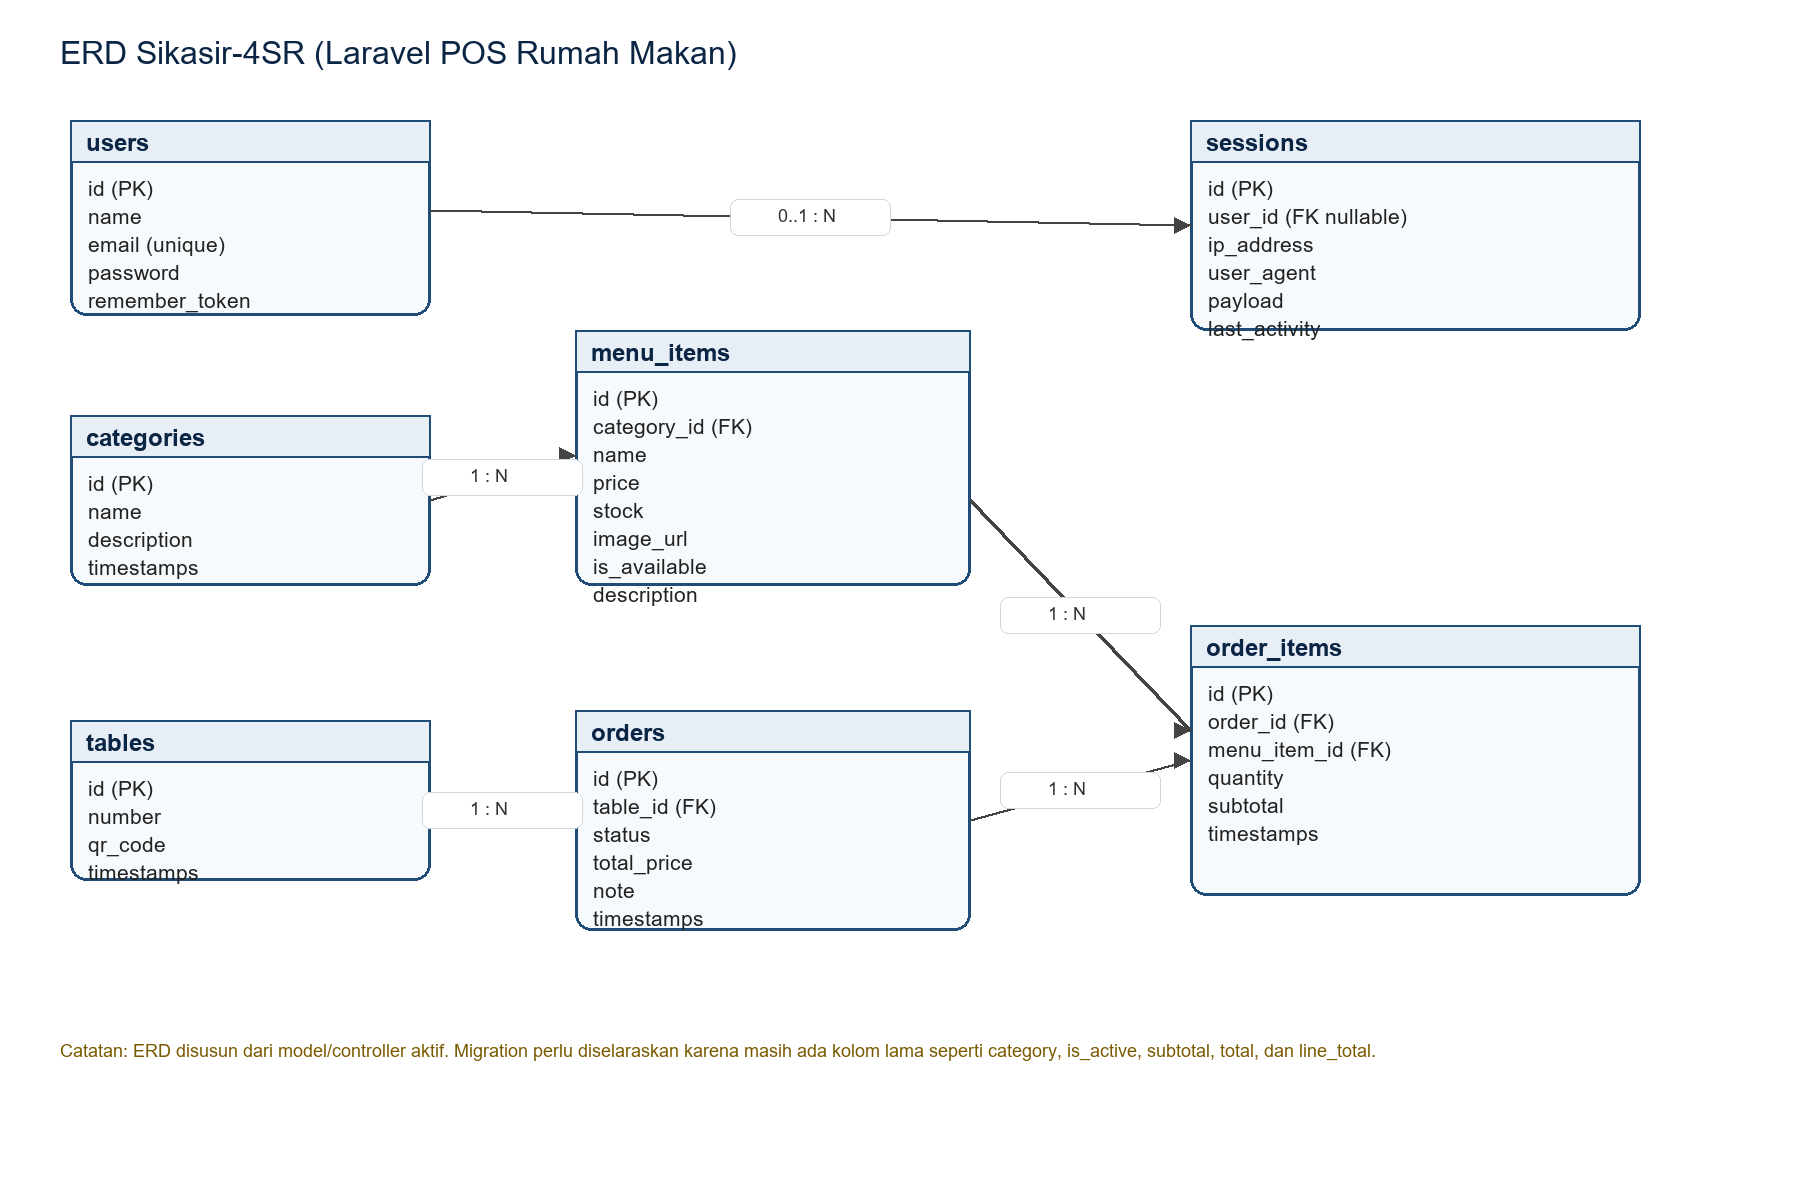 ERD Sikasir-4SR (Laravel POS Rumah Makan)
users
id (PK)
name
email (unique)
password
remember_token
0..1 : N
sessions
id (PK)
user_id (FK nullable)
ip_address
user_agent
payload
last_activity
categories
id (PK)
name
description
timestamps
1 : N
menu_items
id (PK)
category_id (FK)
name
price
stock
image_url
is_available
description
1 : N
tables
id (PK)
number
qr_code
timestamps
1 : N
orders
id (PK)
table_id (FK)
status
total_price
note
timestamps
1 : N
order_items
id (PK)
order_id (FK)
menu_item_id (FK)
quantity
subtotal
timestamps
Catatan: ERD disusun dari model/controller aktif. Migration perlu diselaraskan karena masih ada kolom lama seperti category, is_active, subtotal, total, dan line_total.